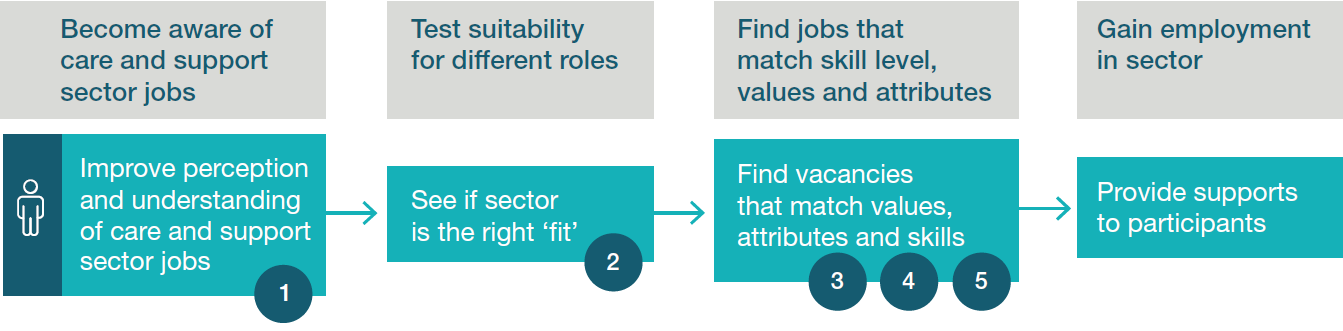 Become aware of
care and support
sector jobs
Test suitability
for different roles
Find jobs that
match skill level,
values and attributes
Gain employment
in sector
Improve perception
and understanding
of care and support
sector jobs
1
See if sector
is the right ‘fit’
2
Find vacancies
that match values,
attributes and skills
3 4 5
Provide supports
to participants